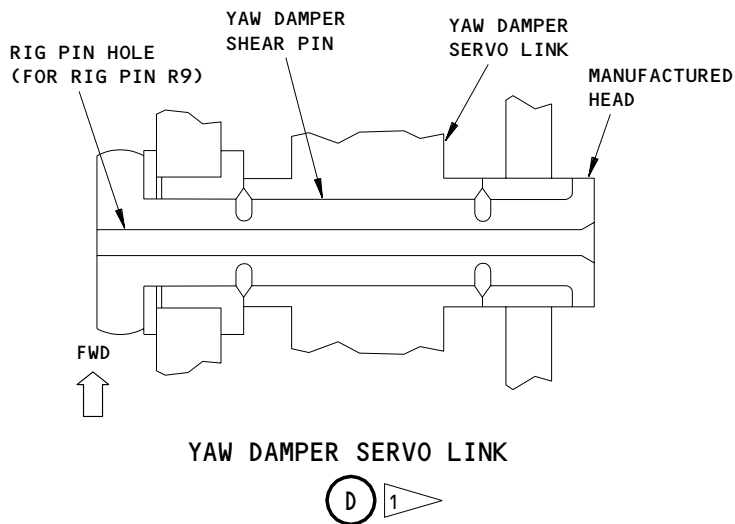 YAW DAMPER
SHEAR PIN
YAW DAMPER
SERVO LINK
RIG PIN HOLE
(FOR RIG PIN R9)
MANUFACTURED
HEAD
FWD
YAW DAMPER SERVO LINK
D 1